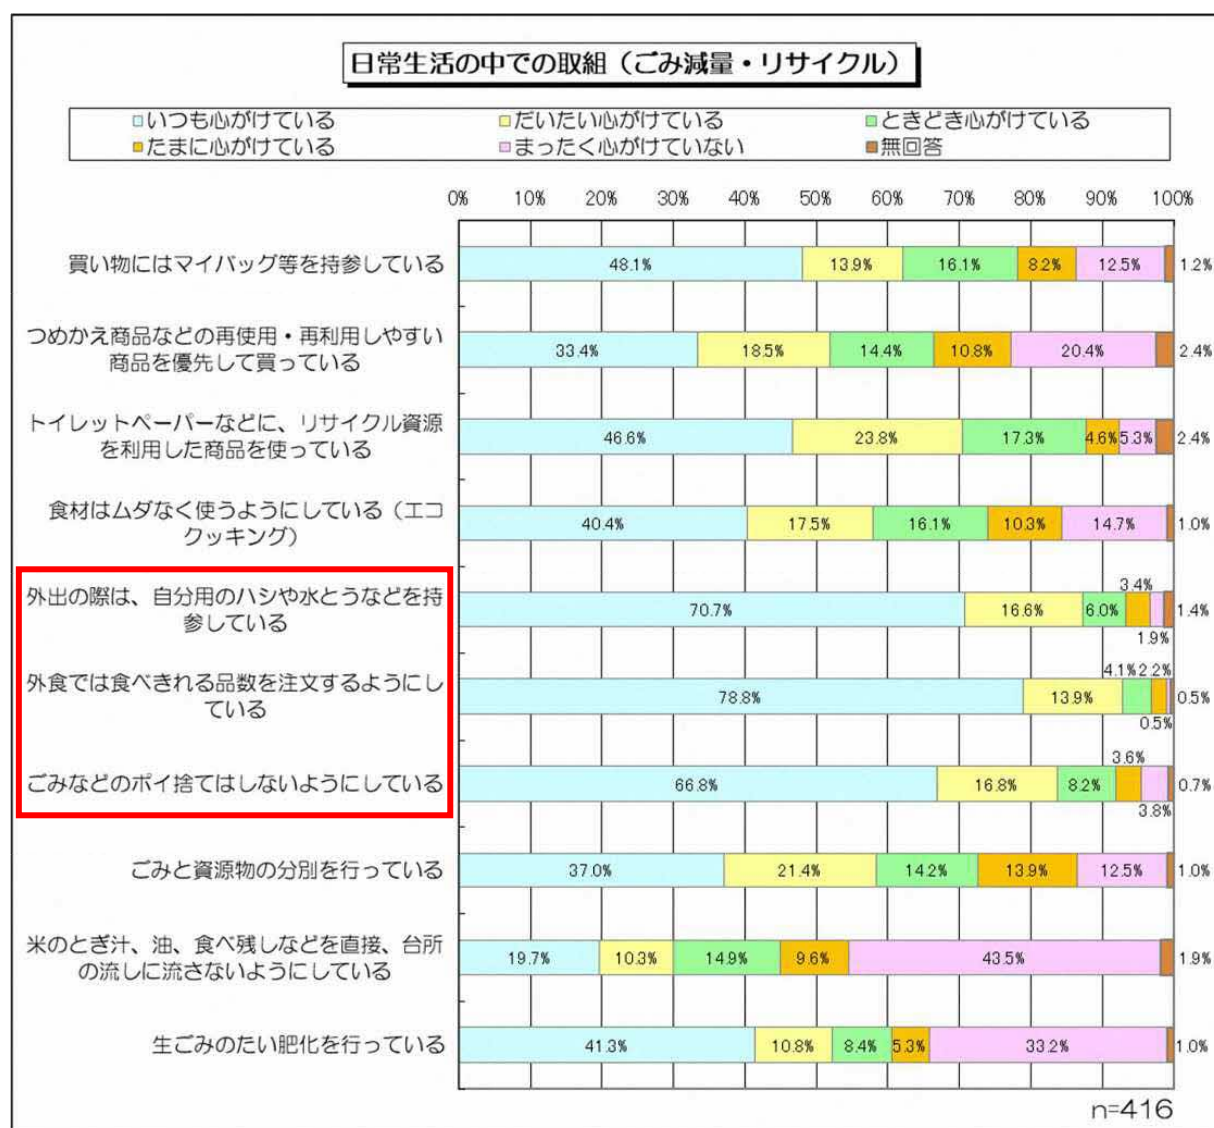 日常生活の中での取組（ごみ減量・リサイクル）
いつも心がけている だいたい心がけている ときどき心がけている
たまに心がけている まったく心がけていない 無回答
0% 10% 20% 30% 40% 50% 60% 70% 80% 90% 100%
買い物にはマイバッグ等を持参している
48.1% 13.9% 16.1% 8.2% 12.5% 1.2%
つめかえ商品などの再使用・再利用しやすい
商品を優先して買っている
33.4% 18.5% 14.4% 10.8% 20.4% 2.4%
トイレットペーパーなどに、リサイクル資源
を利用した商品を使っている
46.6% 23.8% 17.3% 4.6% 5.3% 2.4%
食材はムダなく使うようにしている（エコ
クッキング）
40.4% 17.5% 16.1% 10.3% 14.7% 1.0%
外出の際は、自分用のハシや水とうなどを持
参している
70.7% 16.6% 6.0% 3.4% 1.9% 1.4%
外食では食べきれる品数を注文するようにし
ている
78.8% 13.9% 4.1% 2.2% 0.5% 0.5%
ごみなどのポイ捨てはしないようにしている
66.8% 16.8% 8.2% 3.6% 3.8% 0.7%
ごみと資源物の分別を行っている
37.0% 21.4% 14.2% 13.9% 12.5% 1.0%
米のとぎ汁、油、食べ残しなどを直接、台所
の流しに流さないようにしている
19.7% 10.3% 14.9% 9.6% 43.5% 1.9%
生ごみのたい肥化を行っている
41.3% 10.8% 8.4% 5.3% 33.2% 1.0%
n=416